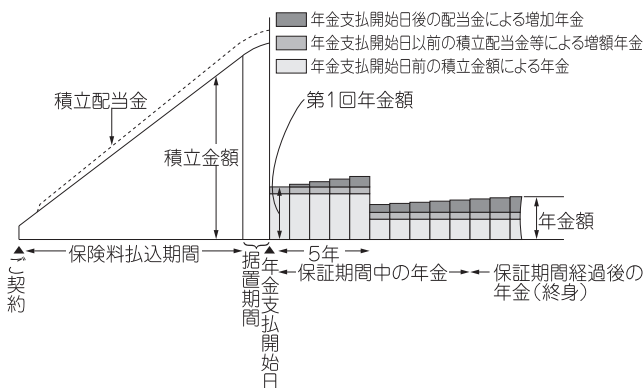 年金支払開始日後の配当金による増加年金
年金支払開始日以前の積立配当金等による増額年金
年金支払開始日前の積立金額による年金
積立配当金
第1回年金額
積立金額
年金額
保険料払込期間
5年
ご契約
据置期間
年金支払開始日
保証期間中の年金
保証期間経過後の
年金(終身)